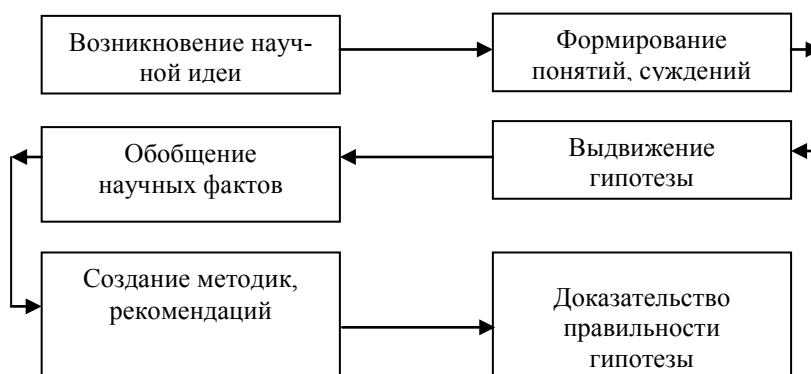 Возникновение науч-
ной идеи
Формирование
понятий, суждений
Обобщение
научных фактов
Выдвижение
гипотезы
Создание методик,
рекомендаций
Доказательство
правильности
гипотезы